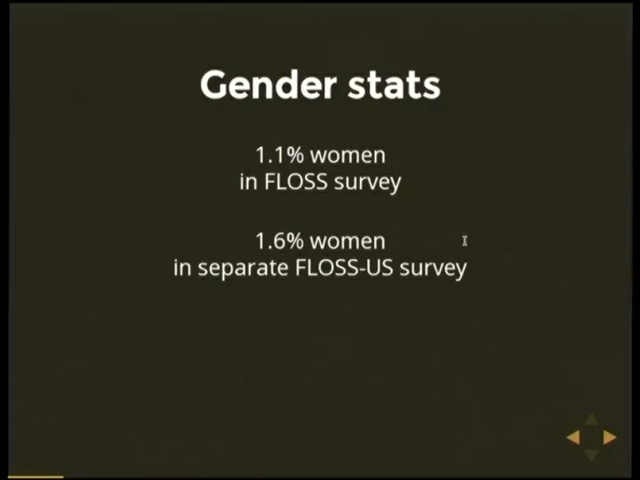 Gender stats
1.1% women
in FLOSS survey
1.6% women
in separate FLOSS-US survey